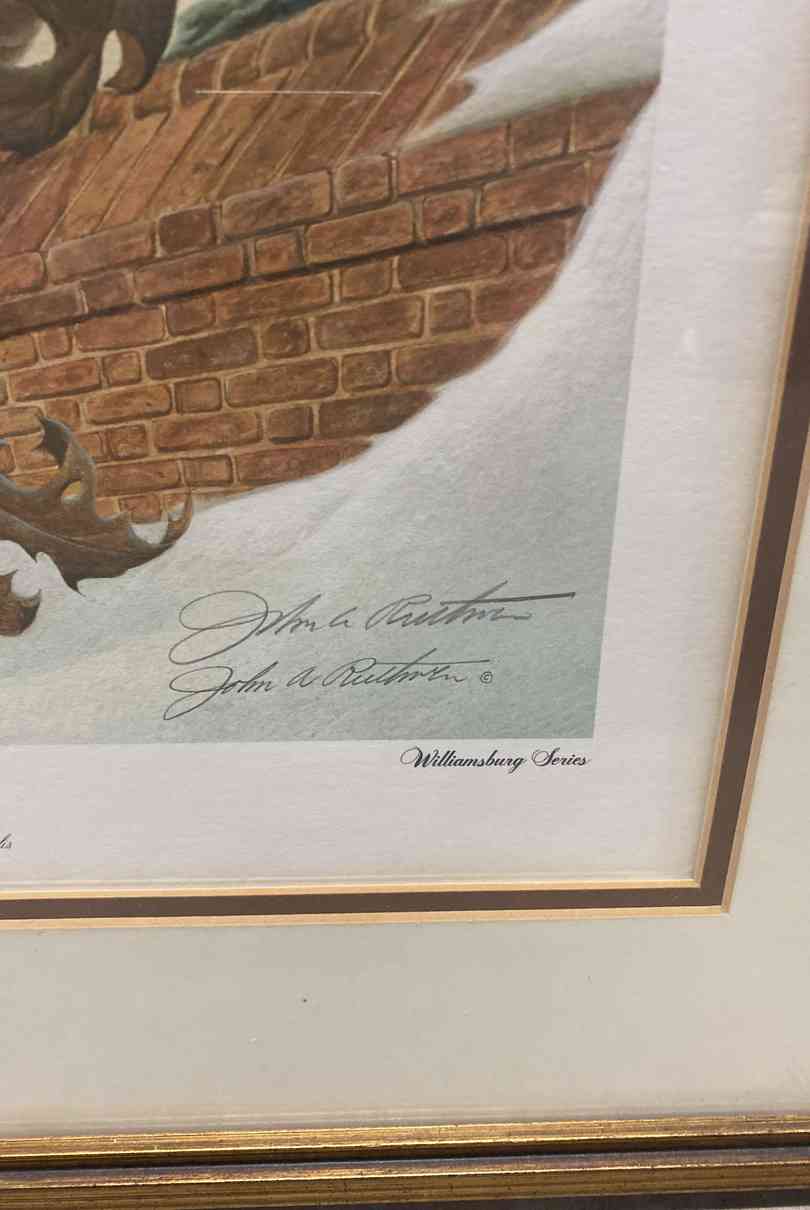 John A Ruthven
John A Ruthven ©
Williamsburg Series